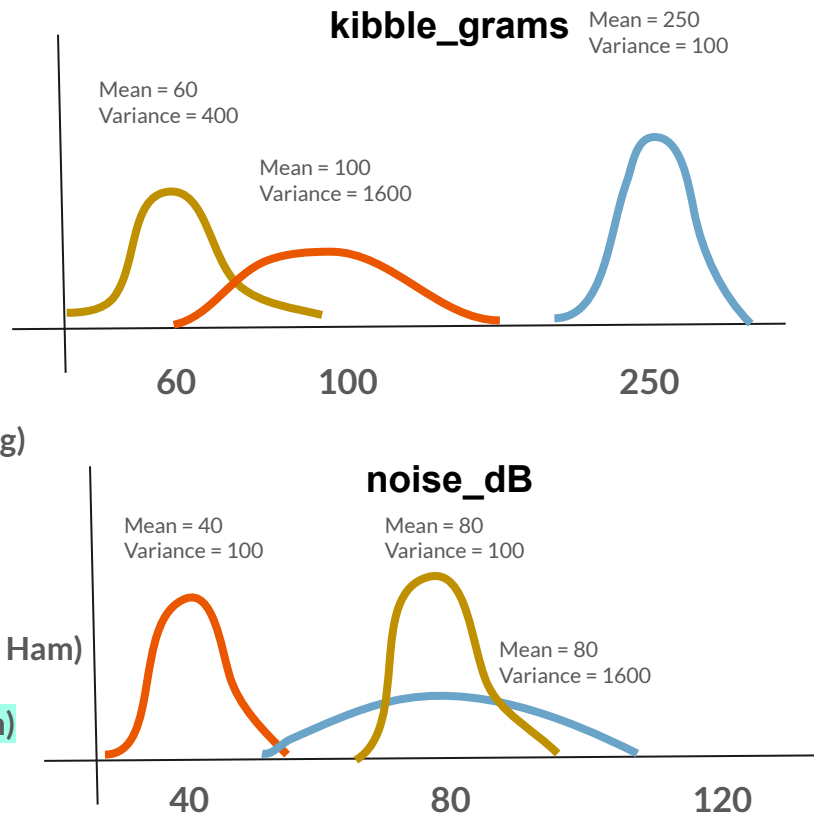 kibble_grams
Mean = 250
Variance = 100
Mean = 60
Variance = 400
Mean = 100
Variance = 1600
60 100 250
g)
noise_dB
Mean = 40
Variance = 100
Mean = 80
Variance = 100
Ham)
Mean = 80
Variance = 1600
)
40 80 120